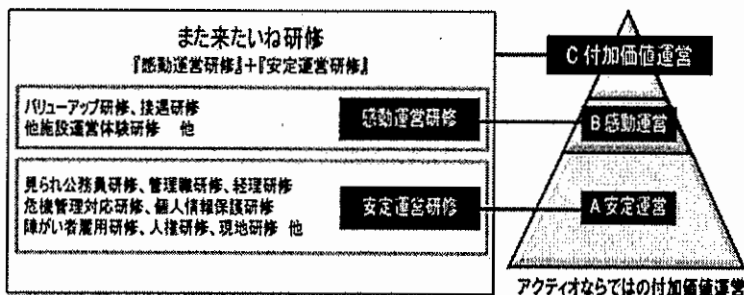 また来たいね研修
『感動運営研修』+『安定運営研修』
バリューアップ研修、接遇研修
他施設運営体験研修　他
感動運営研修
見られ公務員研修、管理職研修、経理研修
危機管理対応研修、個人情報保護研修
障がい者雇用研修、人権研修、現地研修　他
安定運営研修
C 付加価値運営
B 感動運営
A 安定運営
アクティオならではの付加価値運営